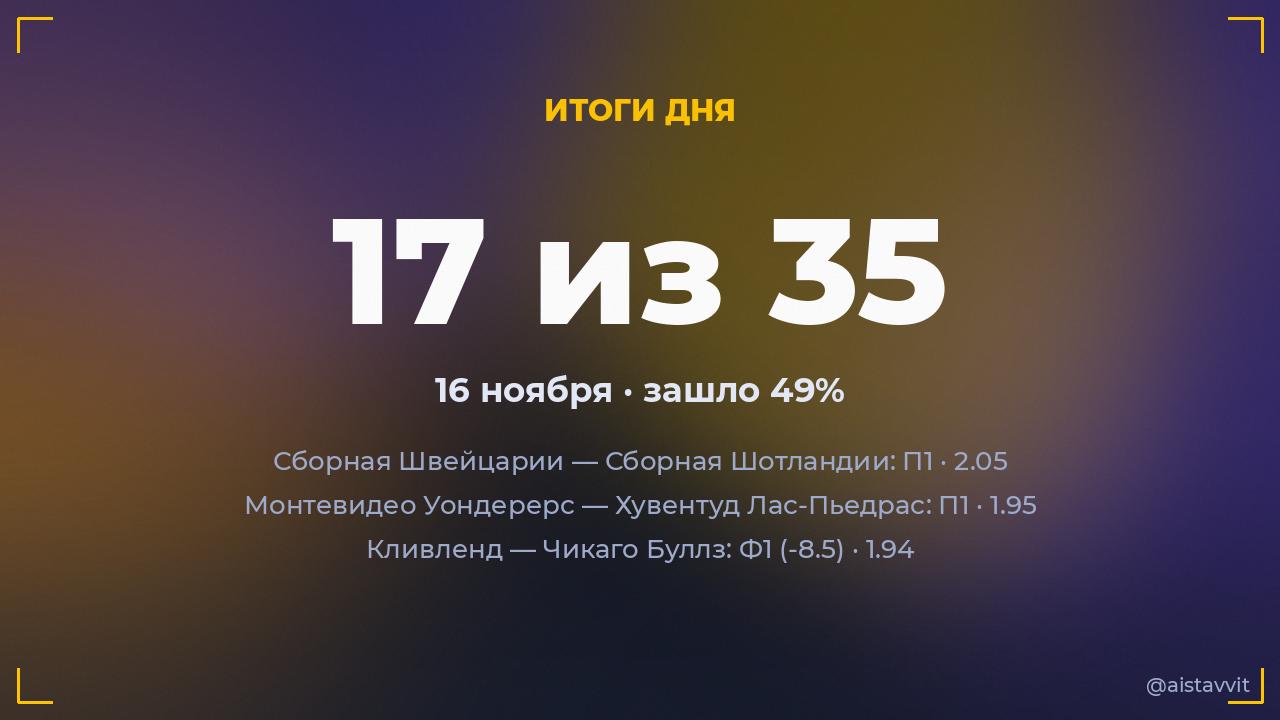 ИТОГИ ДНЯ
17 из 35
16 ноября · зашло 49%
Сборная Швейцарии — Сборная Шотландии: П1 · 2.05
Монтевидео Уондерерс — Хувентуд Лас-Пьедрас: П1 · 1.95
Кливленд — Чикаго Буллз: Ф1 (-8.5) · 1.94
@aistavvit